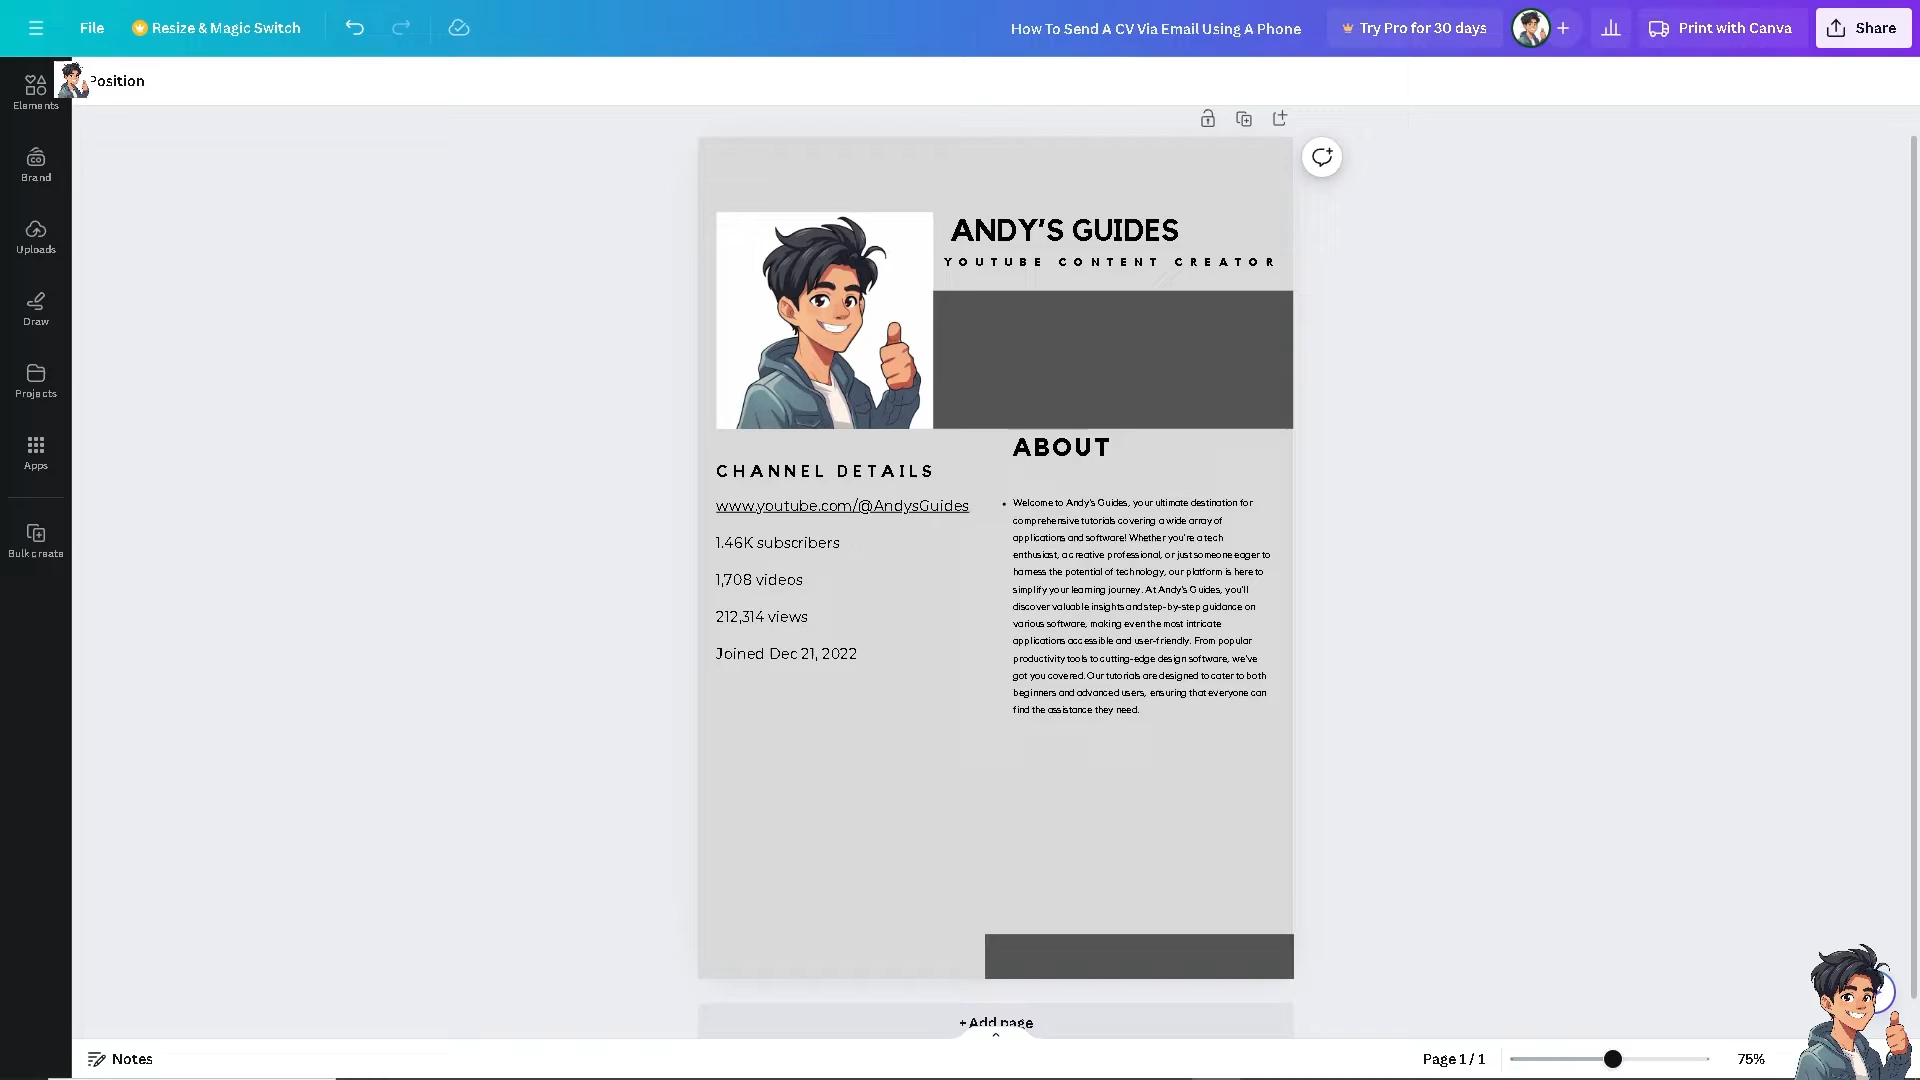 File
Resize & Magic Switch
How To Send A CV Via Email Using A Phone
Try Pro for 30 days
Print with Canva
Share
Position
Elements
Brand
Uploads
Draw
Projects
Apps
Bulk create
ANDY'S GUIDES
YOUTUBE CONTENT CREATOR
CHANNEL DETAILS
www.youtube.com/@AndysGuides
1.46K subscribers
1,708 videos
212,314 views
Joined Dec 21, 2022
ABOUT
• Welcome to Andy's Guides, your ultimate destination for
comprehensive tutorials covering a wide array of
applications and software! Whether you're a tech
enthusiast, a creative professional, or just someone eager to
harness the potential of technology, our platform is here to
simplify your learning journey. At Andy's Guides, you'll
discover valuable insights and step-by-step guidance on
various software, making even the most intricate
applications accessible and user-friendly. From popular
productivity tools to cutting-edge design software, we've
got you covered. Our tutorials are designed to cater to both
beginners and advanced users, ensuring that everyone can
find the assistance they need.
+ Add page
Notes
Page 1 / 1
75%